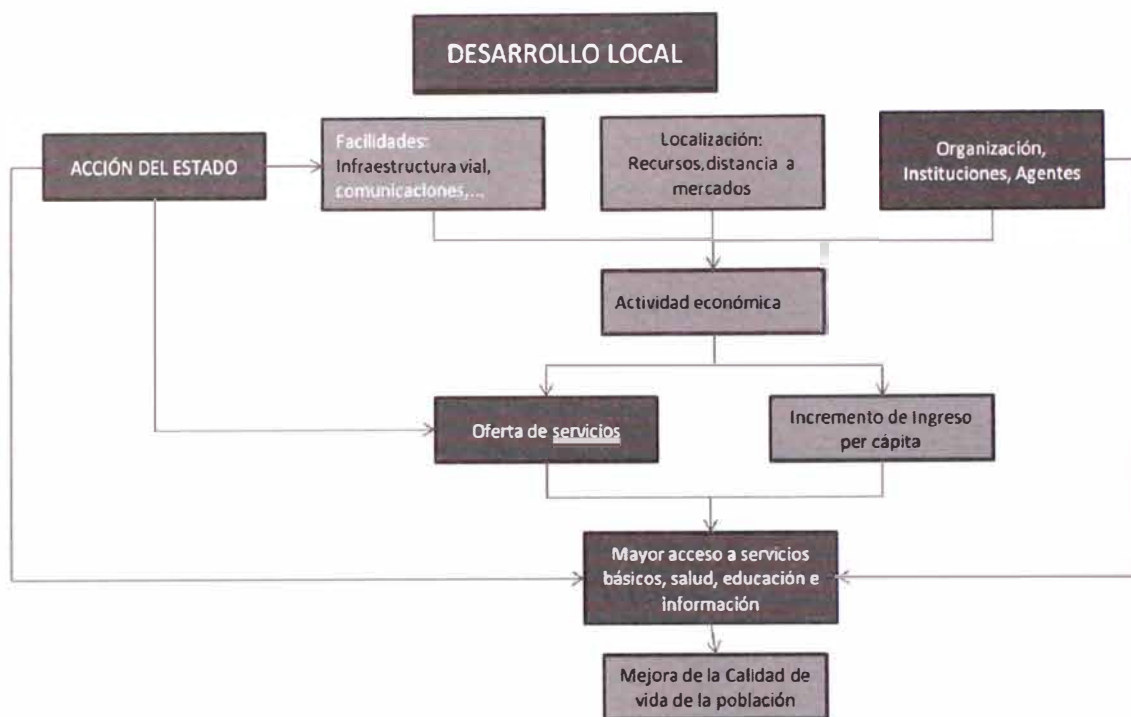 DESARROLLO LOCAL
ACCIÓN DEL ESTADO
Facilidades:
Infraestructura vial,
comunicaciones,...
Localización:
Recursos,distancia a
mercados
Organización,
Instituciones, Agentes
Actividad económica
Oferta de servicios
Incremento de Ingreso
per cápita
Mayor acceso a servicios
básicos, salud, educación e
información
Mejora de la Calidad de
vida de la población